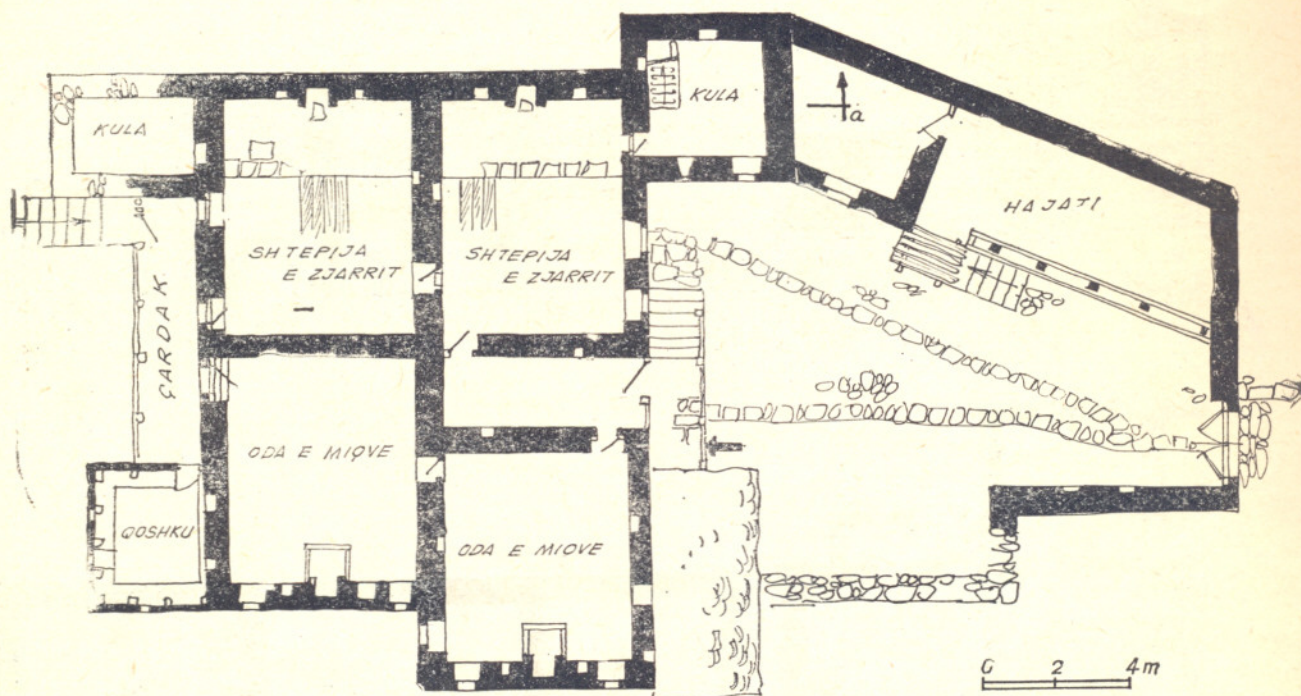 KULA
KULA
a
HAJATI
SHTEPIJA
E ZJARRIT
SHTEPIJA
E ZJARRIT
ÇARDAK
ODA E MIQVE
QOSHKU
ODA E MIQVE
0 2 4m